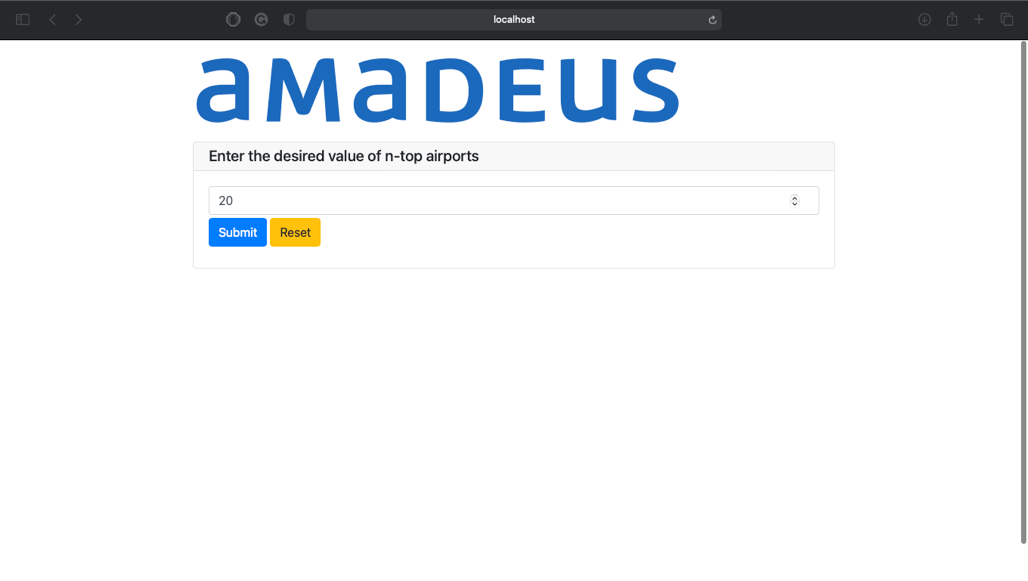 localhost
amadeus
Enter the desired value of n-top airports
20
Submit Reset